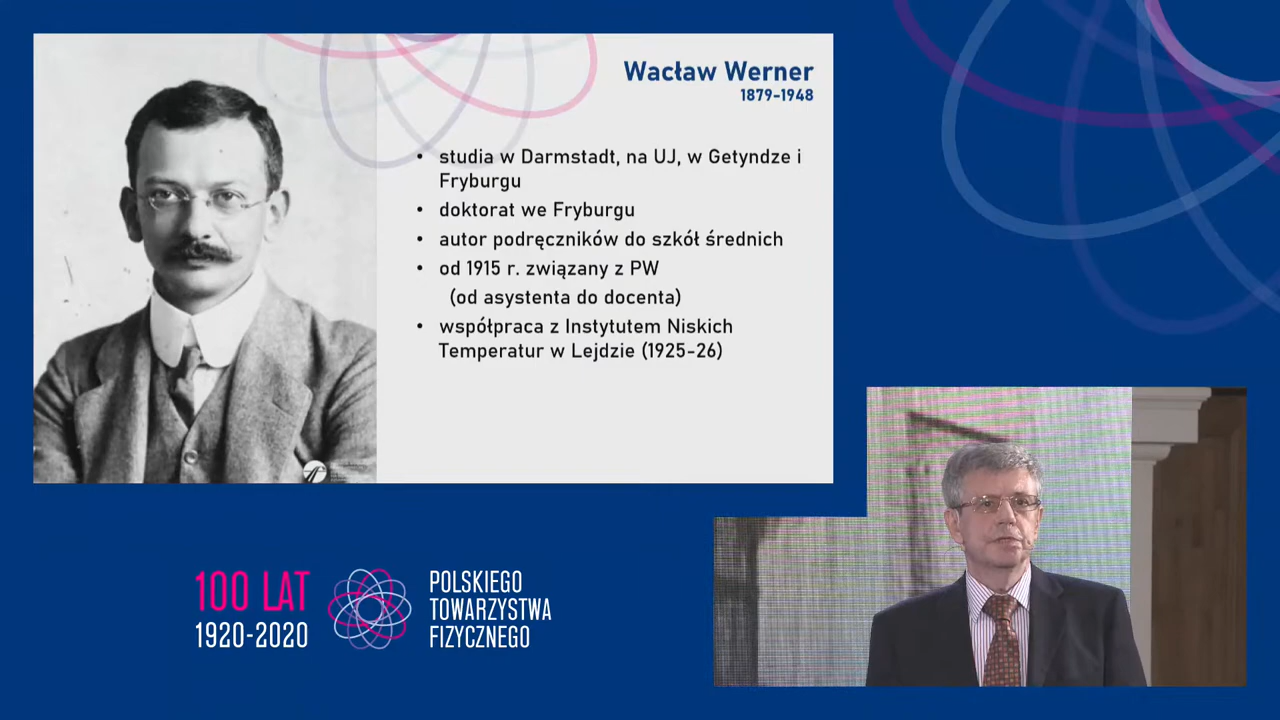 Wacław Werner
1879-1948
• studia w Darmstadt, na UJ, w Getyndze i
Fryburgu
• doktorat we Fryburgu
• autor podręczników do szkół średnich
• od 1915 r. związany z PW
(od asystenta do docenta)
• współpraca z Instytutem Niskich
Temperatur w Lejdzie (1925-26)
100 LAT
1920-2020
POLSKIEGO
TOWARZYSTWA
FIZYCZNEGO